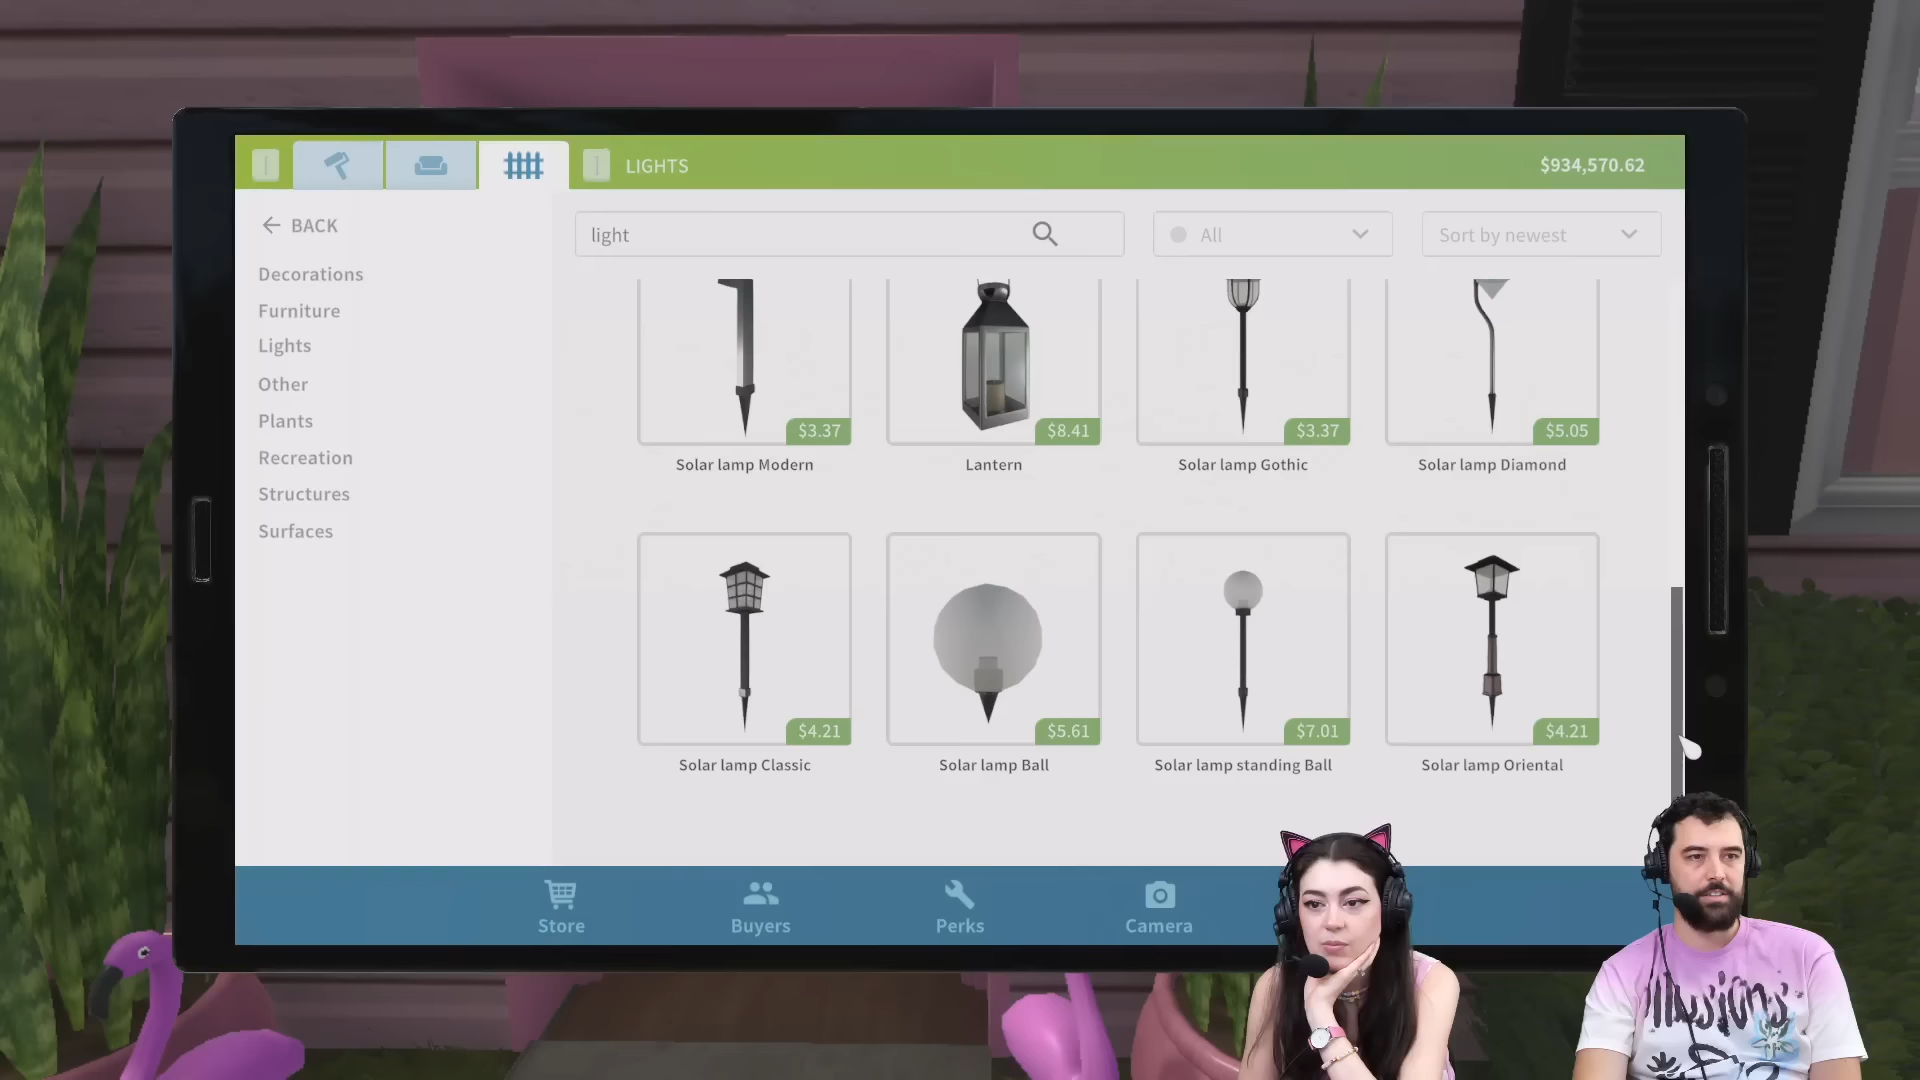 LIGHTS
$934,570.62
BACK
light
All
Sort by newest
Decorations
Furniture
Lights
Other
Plants
Recreation
Structures
Surfaces
$3.37
$8.41
$3.37
$5.05
Solar lamp Modern
Lantern
Solar lamp Gothic
Solar lamp Diamond
$4.21
$5.61
$7.01
$4.21
Solar lamp Classic
Solar lamp Ball
Solar lamp standing Ball
Solar lamp Oriental
Store
Buyers
Perks
Camera